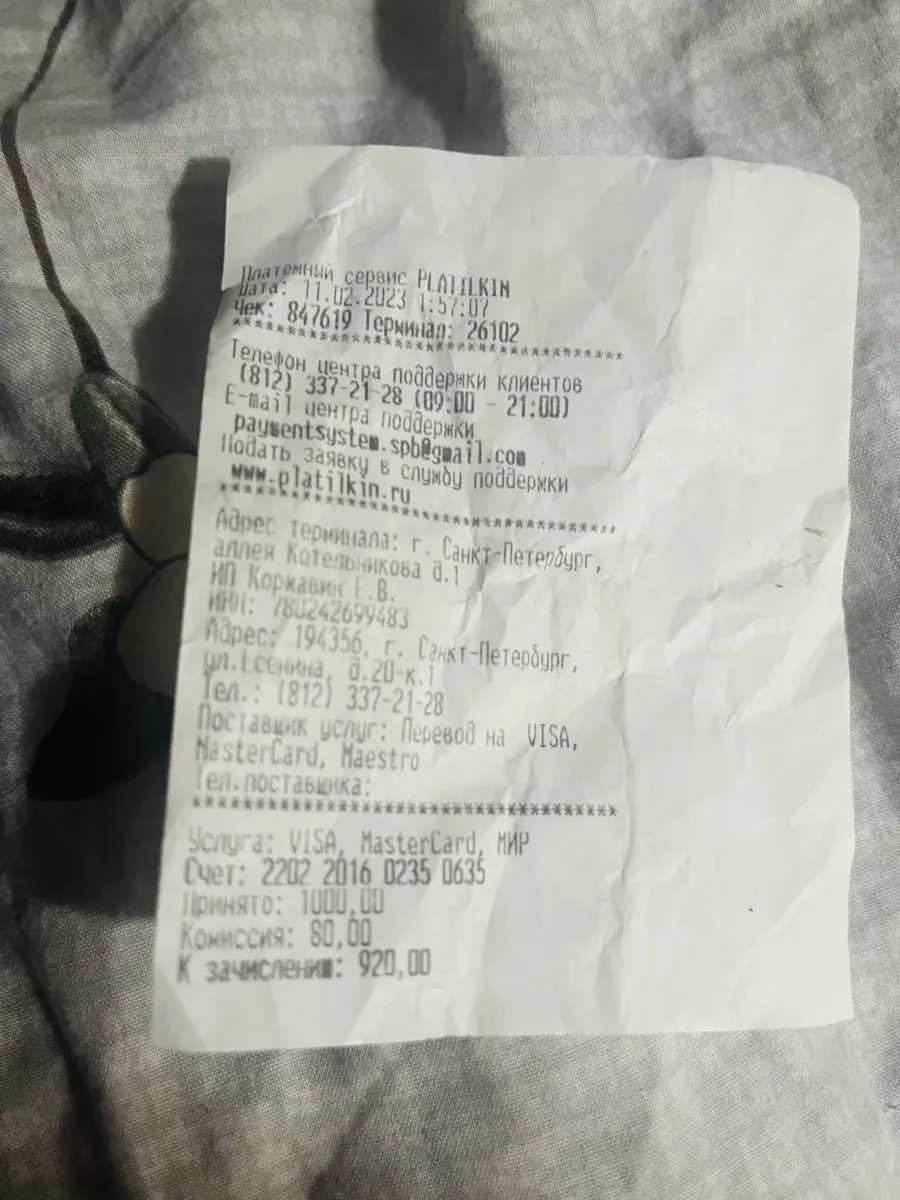 Платежный сервис PLATILKIN
Дата: 11.02.2023 1:57:07
Чек: 847619 Терминал: 26102
************************************
Телефон центра поддержки клиентов
(812) 337-21-28 (09:00 - 21:00)
E-mail центра поддержки
paymentsystem.spb@gmail.com
Подать заявку в службу поддержки
www.platilkin.ru
************************************
Адрес терминала: г. Санкт-Петербург,
аллея Котельникова д.1
ИП Коржавин Е.В.
ИНН: 780242699483
Адрес: 194356, г. Санкт-Петербург,
ул.Есенина, д.20-к.1
Тел.: (812) 337-21-28
Поставщик услуг: Перевод на VISA,
MasterCard, Maestro
Тел.поставщика:
************************************
Услуга: VISA, MasterCard, МИР
Счет: 2202 2016 0235 0635
Принято: 1000,00
Комиссия: 80,00
К зачислению: 920,00